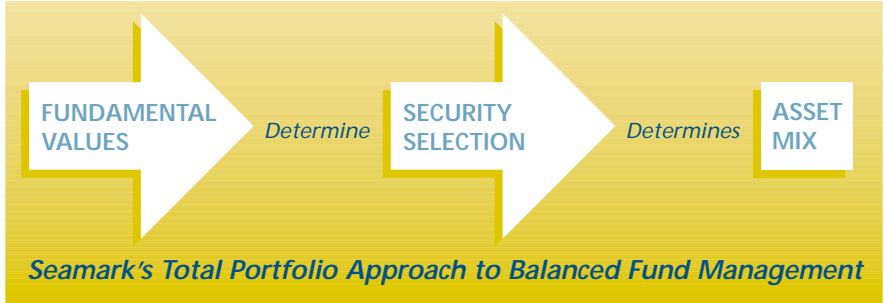 FUNDAMENTAL
VALUES
Determine
SECURITY
SELECTION
Determines
ASSET
MIX
Seamark's Total Portfolio Approach to Balanced Fund Management